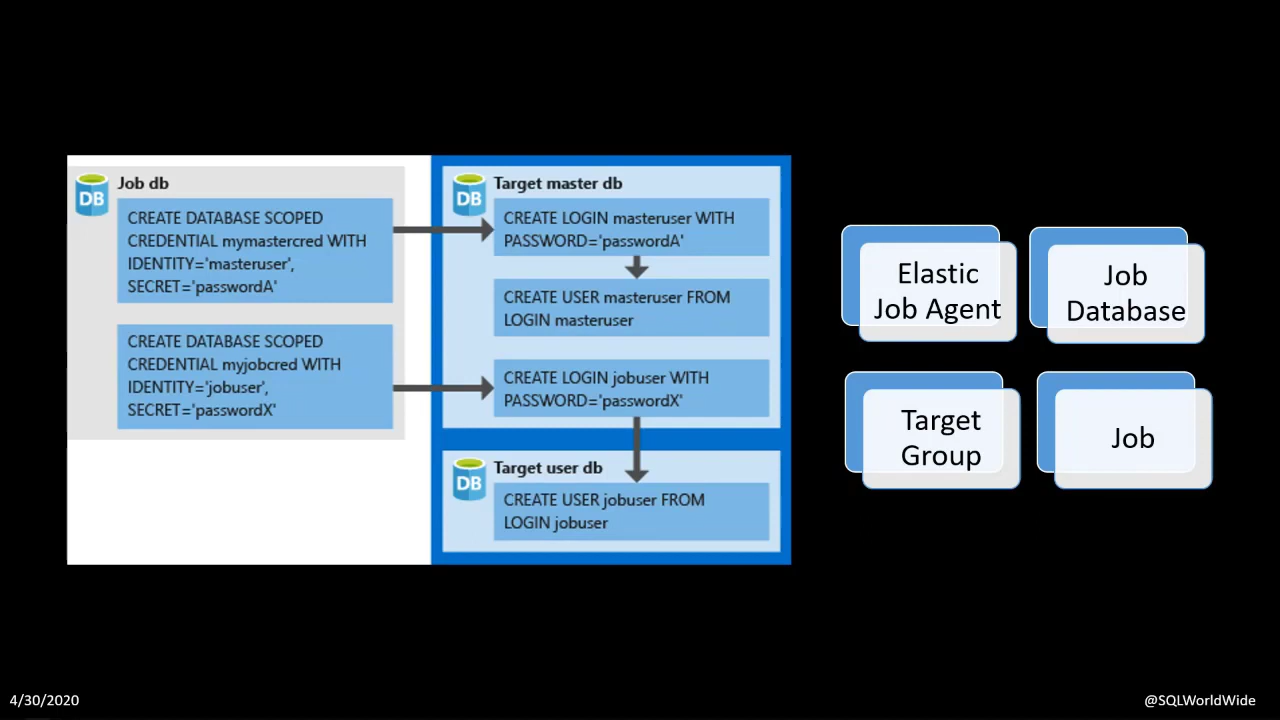 DB
Job db
CREATE DATABASE SCOPED
CREDENTIAL mymastercred WITH
IDENTITY='masteruser',
SECRET='passwordA'
CREATE DATABASE SCOPED
CREDENTIAL myjobcred WITH
IDENTITY='jobuser,
SECRET='passwordX'
DB
Target master db
CREATE LOGIN masteruser WITH
PASSWORD='passwordA'
CREATE USER masteruser FROM
LOGIN masteruser
CREATE LOGIN jobuser WITH
PASSWORD='passwordX'
DB
Target user db
CREATE USER jobuser FROM
LOGIN jobuser
Elastic
Job Agent
Job
Database
Target
Group
Job
4/30/2020
@SQLWorldWide